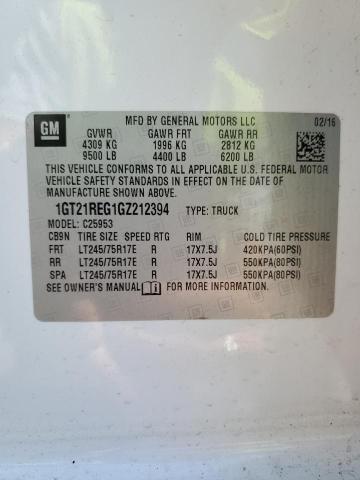 GM
MFD BY GENERAL MOTORS LLC 02/16
GVWR GAWR FRT GAWR RR
4309 KG 1996 KG 2812 KG
9500 LB 4400 LB 6200 LB
THIS VEHICLE CONFORMS TO ALL APPLICABLE U.S. FEDERAL MOTOR
VEHICLE SAFETY STANDARDS IN EFFECT ON THE DATE OF
MANUFACTURE SHOWN ABOVE.
1GT21REG1GZ212394 TYPE: TRUCK
MODEL: C25953
CB9N TIRE SIZE SPEED RTG RIM COLD TIRE PRESSURE
FRT LT245/75R17E R 17X7.5J 420KPA(60PSI)
RR LT245/75R17E R 17X7.5J 550KPA(80PSI)
SPA LT245/75R17E R 17X7.5J 550KPA(80PSI)
SEE OWNER'S MANUAL FOR MORE INFORMATION.